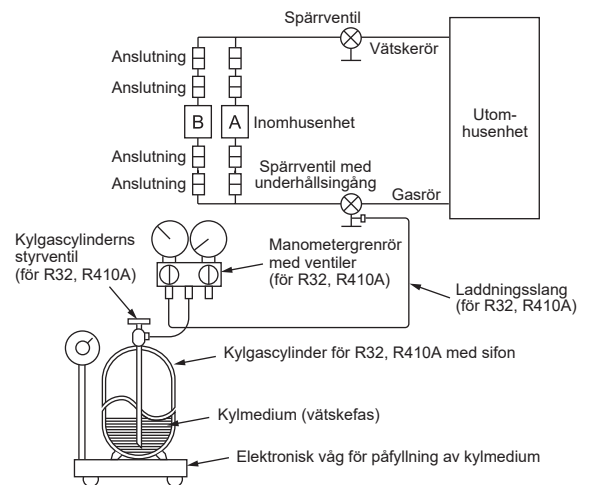 Spärrventil
Vätskerör
Anslutning
Anslutning
B
A
Inomhusenhet
Utom-
husenhet
Anslutning
Anslutning
Spärrventil med
underhållsingång
Gasrör
Kylgascylinderns
styrventil
(för R32, R410A)
Manometergrenrör
med ventiler
(för R32, R410A)
Laddningsslang
(för R32, R410A)
Kylgascylinder för R32, R410A med sifon
Kylmedium (vätskefas)
Elektronisk våg för påfyllning av kylmedium